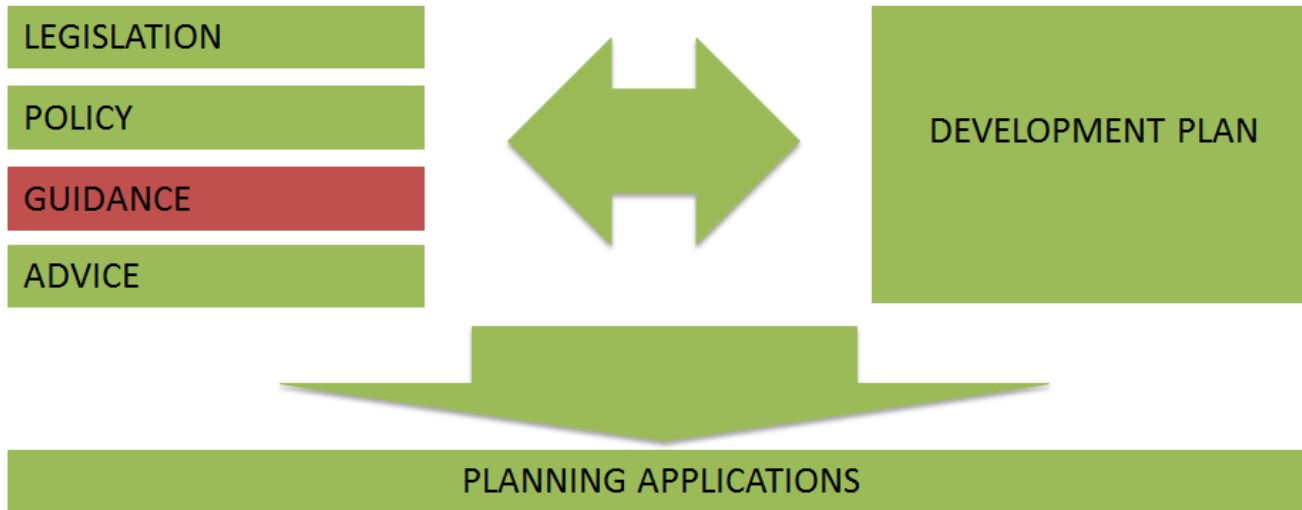 LEGISLATION
POLICY
GUIDANCE
ADVICE
DEVELOPMENT PLAN
PLANNING APPLICATIONS